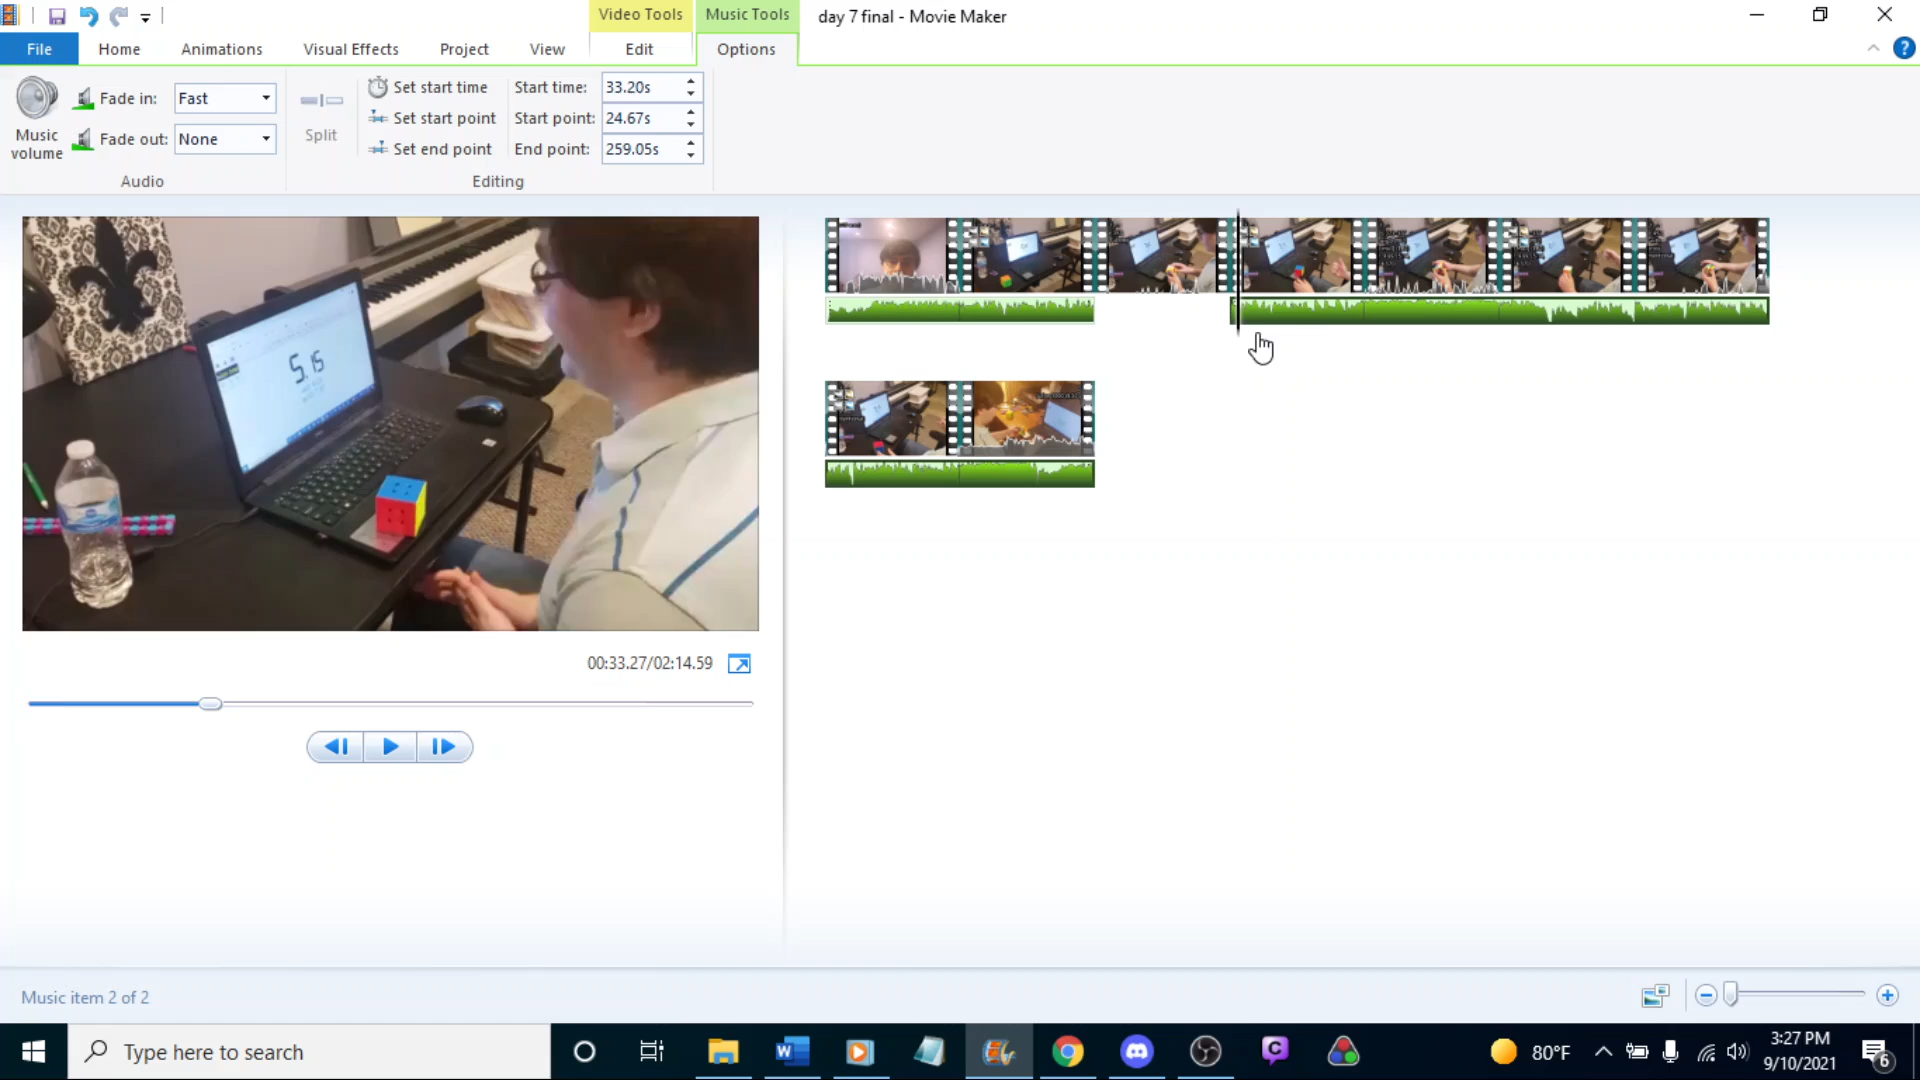 Video Tools
Music Tools
day 7 final - Movie Maker
File
Home
Animations
Visual Effects
Project
View
Edit
Options
Music volume
Fade in:
Fast
Fade out:
None
Split
Set start time
Set start point
Set end point
Start time:
33.20s
Start point:
24.67s
End point:
259.05s
Audio
Editing
5.15
00:33.27/02:14.59
Music item 2 of 2
Type here to search
80°F
3:27 PM
9/10/2021
6